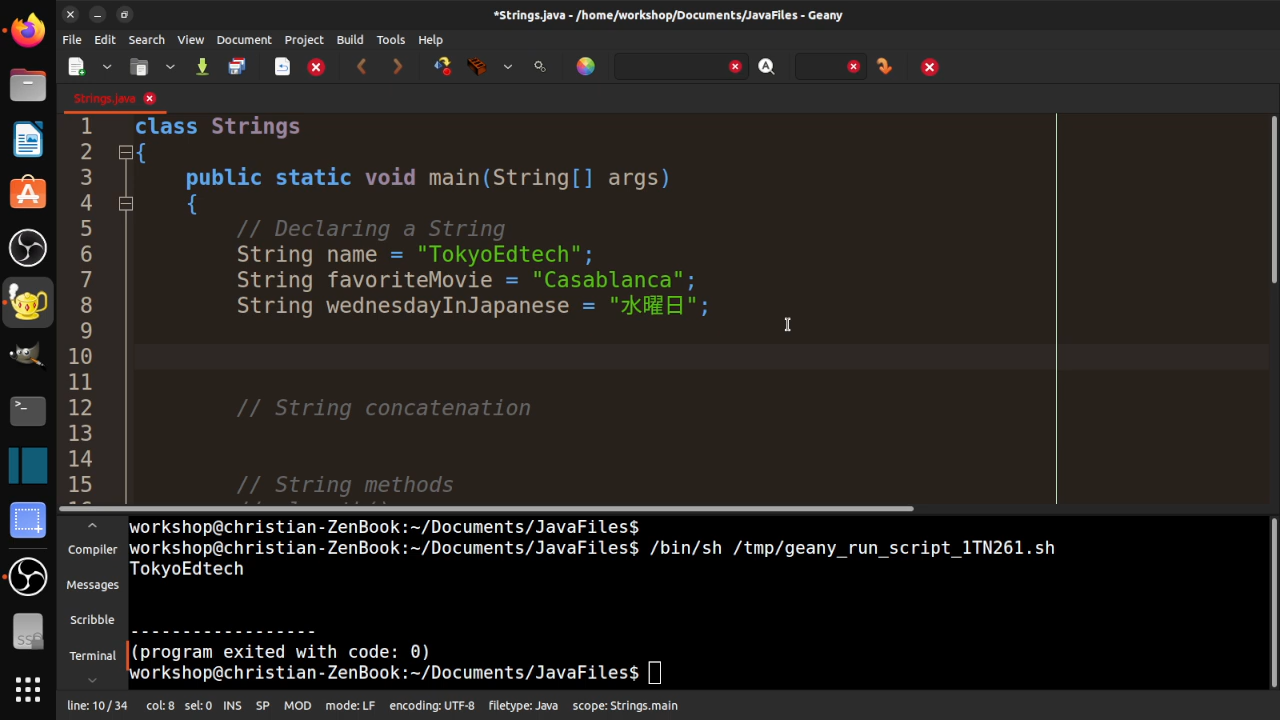 *Strings.java - /home/workshop/Documents/JavaFiles - Geany
File Edit Search View Document Project Build Tools Help
Strings.java
1 class Strings
2 {
3 public static void main(String[] args)
4 {
5 // Declaring a String
6 String name = "TokyoEdtech";
7 String favoriteMovie = "Casablanca";
8 String wednesdayInJapanese = "水曜日";
9
10
11
12 // String concatenation
13
14
15 // String methods
workshop@christian-ZenBook:~/Documents/JavaFiles$
Compiler
workshop@christian-ZenBook:~/Documents/JavaFiles$ /bin/sh /tmp/geany_run_script_1TN261.sh
TokyoEdtech
Messages
Scribble
------------------
Terminal
(program exited with code: 0)
workshop@christian-ZenBook:~/Documents/JavaFiles$
line: 10 / 34 col: 8 sel: 0 INS SP MOD mode: LF encoding: UTF-8 filetype: Java scope: Strings.main